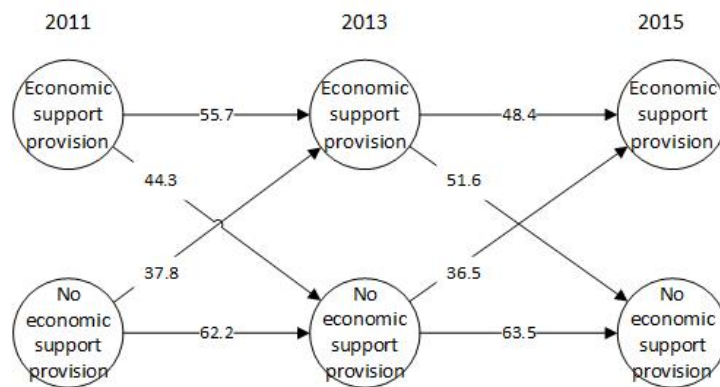 2011
2013
2015
Economic
support
provision
55.7
Economic
support
provision
48.4
Economic
support
provision
44.3
51.6
37.8
36.5
No
economic
support
provision
62.2
No
economic
support
provision
63.5
No
economic
support
provision